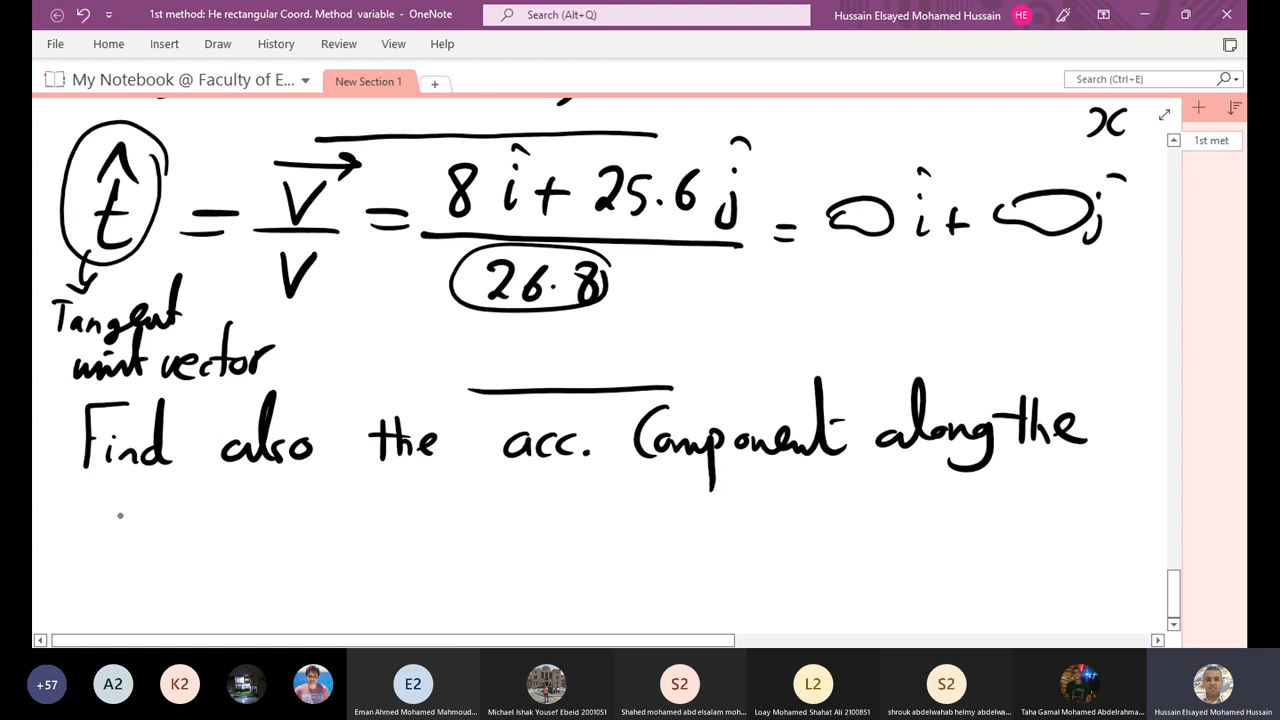 1st method: He rectangular Coord. Method variable - OneNote
Search (Alt+Q)
Hussain Elsayed Mohamed Hussain
HE
File Home Insert Draw History Review View Help
My Notebook @ Faculty of E...
New Section 1
Search (Ctrl+E)
1st met
x
t̂ = V⃗ / V = (8 î + 25.6 ĵ) / 26.8 = î + ĵ
Tangent
unit vector
Find also the acc. Component along the
+57 A2 K2 E2 S2 L2 S2
Eman Ahmed Mohamed Mahmoud... Michael Ishak Yousef Ebeid 2001051 Shahed mohamed abd elsalam moh... Loay Mohamed Shahat Ali 2100851 shrouk abdelwahab helmy abdelwa... Taha Gamal Mohamed Abdelrahma... Hussain Elsayed Mohamed Hussain